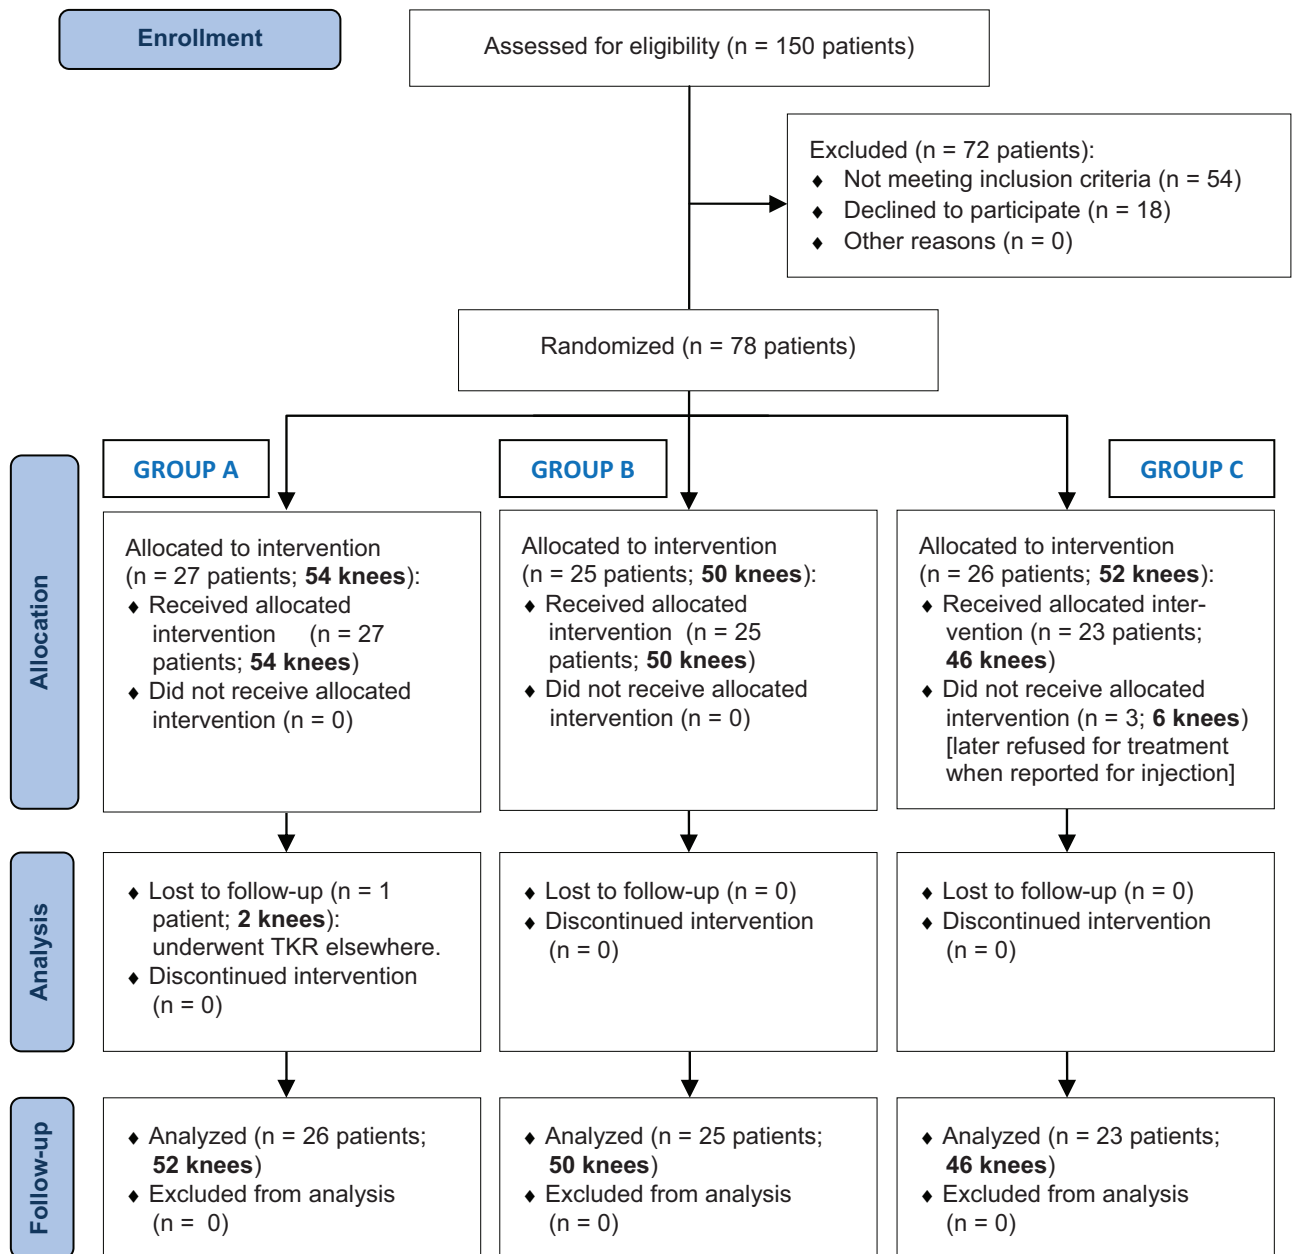 Enrollment
Assessed for eligibility (n = 150 patients)
Excluded (n = 72 patients):
♦ Not meeting inclusion criteria (n = 54)
♦ Declined to participate (n = 18)
♦ Other reasons (n = 0)
Randomized (n = 78 patients)
Allocation
GROUP A
Allocated to intervention
(n = 27 patients; 54 knees):
♦ Received allocated
intervention (n = 27
patients; 54 knees)
♦ Did not receive allocated
intervention (n = 0)
GROUP B
Allocated to intervention
(n = 25 patients; 50 knees):
♦ Received allocated
intervention (n = 25
patients; 50 knees)
♦ Did not receive allocated
intervention (n = 0)
GROUP C
Allocated to intervention
(n = 26 patients; 52 knees):
♦ Received allocated inter-
vention (n = 23 patients;
46 knees)
♦ Did not receive allocated
intervention (n = 3; 6 knees)
[later refused for treatment
when reported for injection]
Analysis
♦ Lost to follow-up (n = 1
patient; 2 knees):
underwent TKR elsewhere.
♦ Discontinued intervention
(n = 0)
♦ Lost to follow-up (n = 0)
♦ Discontinued intervention
(n = 0)
♦ Lost to follow-up (n = 0)
♦ Discontinued intervention
(n = 0)
Follow-up
♦ Analyzed (n = 26 patients;
52 knees)
♦ Excluded from analysis
(n = 0)
♦ Analyzed (n = 25 patients;
50 knees)
♦ Excluded from analysis
(n = 0)
♦ Analyzed (n = 23 patients;
46 knees)
♦ Excluded from analysis
(n = 0)